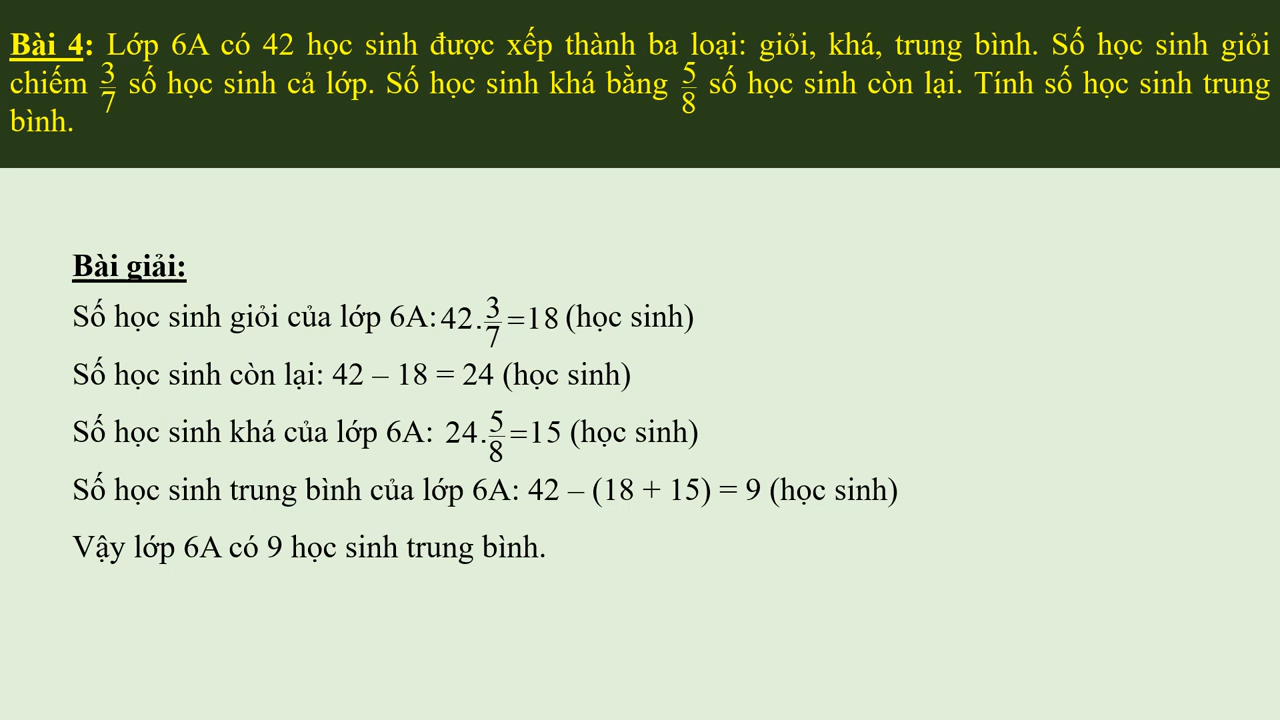 Bài 4: Lớp 6A có 42 học sinh được xếp thành ba loại: giỏi, khá, trung bình. Số học sinh giỏi
chiếm 3/7 số học sinh cả lớp. Số học sinh khá bằng 5/8 số học sinh còn lại. Tính số học sinh trung
bình.
Bài giải:
Số học sinh giỏi của lớp 6A: 42.3/7=18 (học sinh)
Số học sinh còn lại: 42 – 18 = 24 (học sinh)
Số học sinh khá của lớp 6A: 24.5/8=15 (học sinh)
Số học sinh trung bình của lớp 6A: 42 – (18 + 15) = 9 (học sinh)
Vậy lớp 6A có 9 học sinh trung bình.